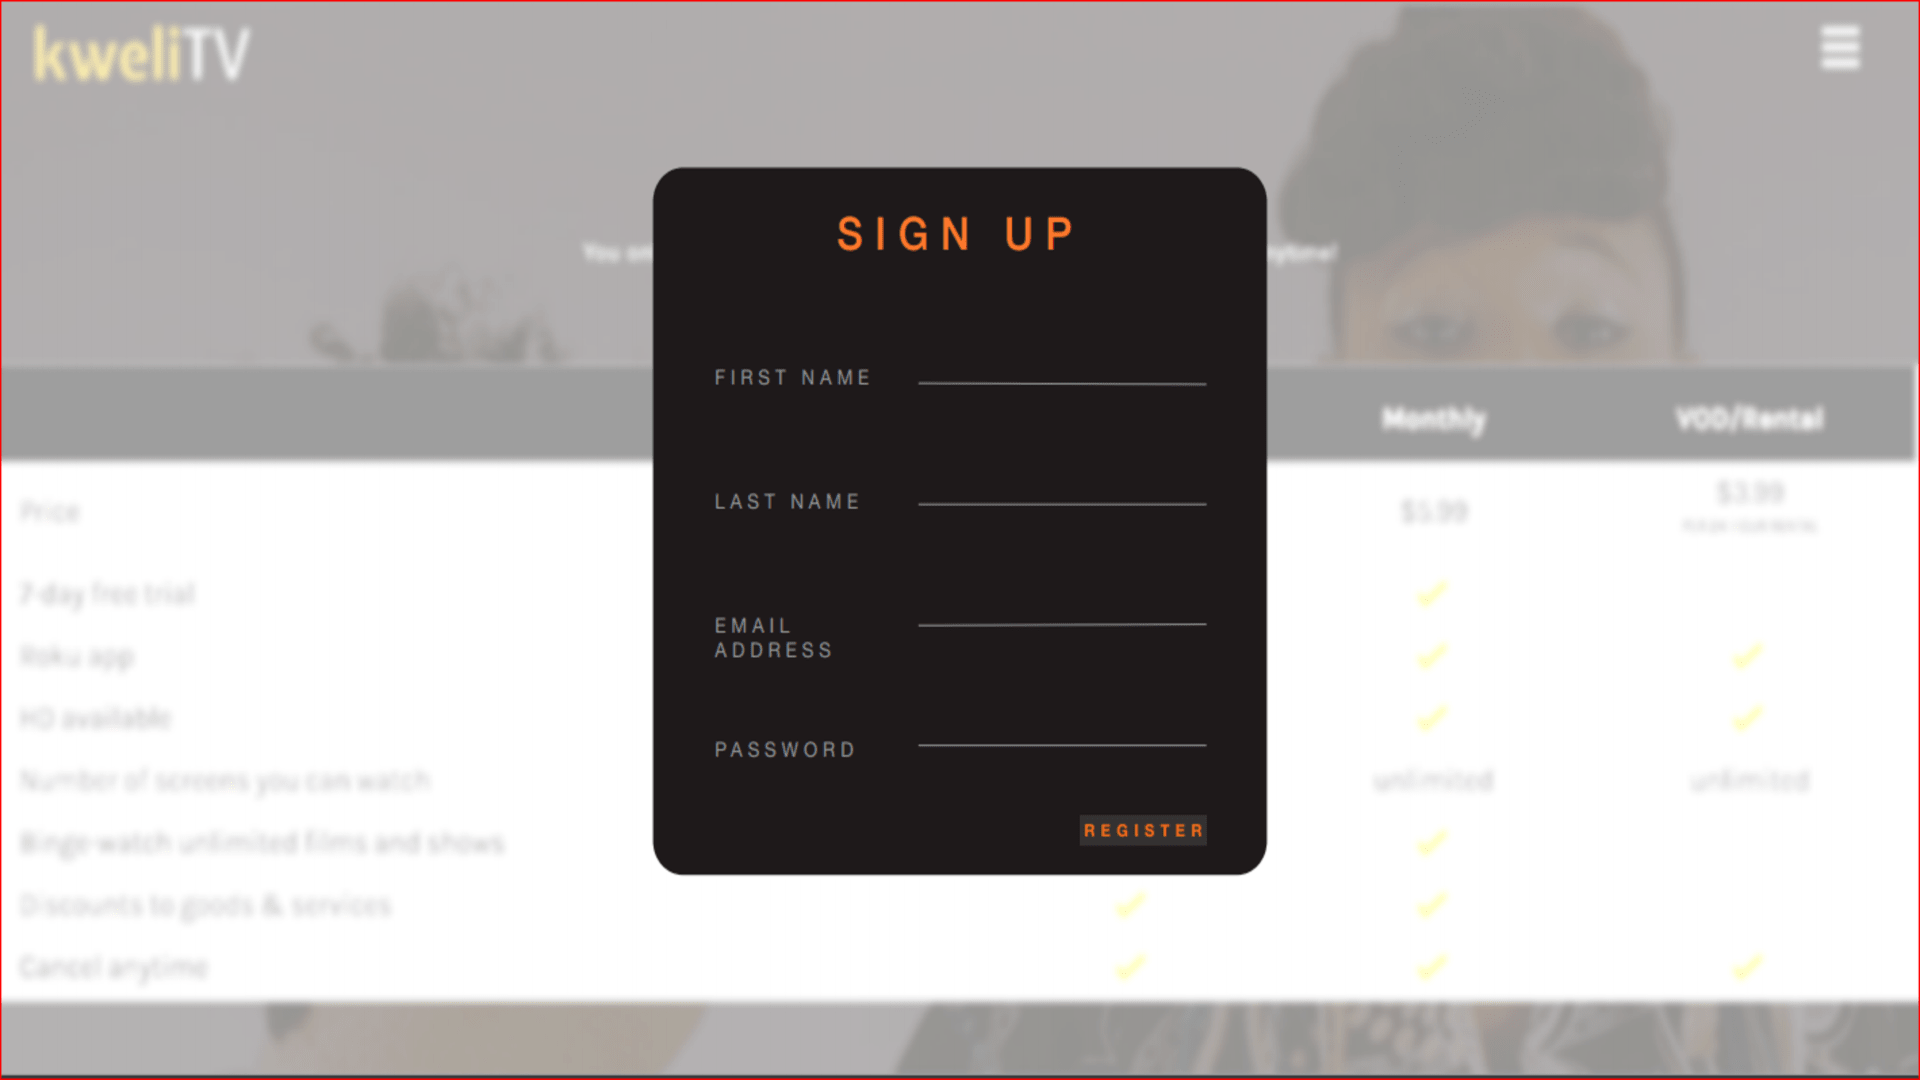 kweliTV
SIGN UP
You
FIRST NAME
Monthly
VOD/Rental
LAST NAME
$3.99
Price
$5.99
7-day free trial
EMAIL
ADDRESS
Roku app
HD available
PASSWORD
Number of screens you can watch
unlimited
unlimited
REGISTER
Binge-watch unlimited films and shows
Discounts to goods & services
Cancel anytime